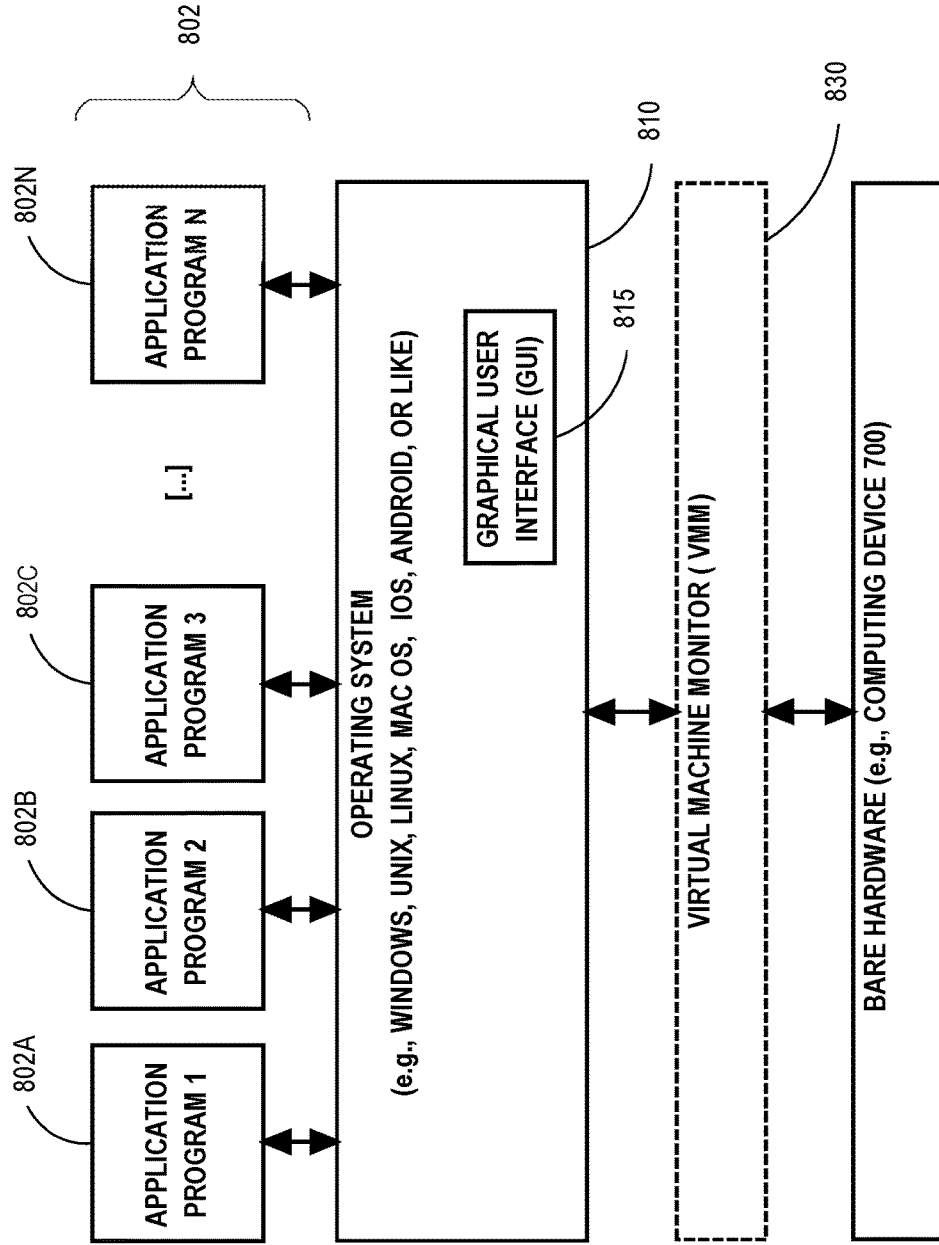 802A
802B
802C
802N
802
APPLICATION
PROGRAM 1
APPLICATION
PROGRAM 2
APPLICATION
PROGRAM 3
[...]
APPLICATION
PROGRAM N
OPERATING SYSTEM
(e.g., WINDOWS, UNIX, LINUX, MAC OS, IOS, ANDROID, OR LIKE)
GRAPHICAL USER
INTERFACE (GUI)
815
810
VIRTUAL MACHINE MONITOR ( VMM)
830
BARE HARDWARE (e.g., COMPUTING DEVICE 700)